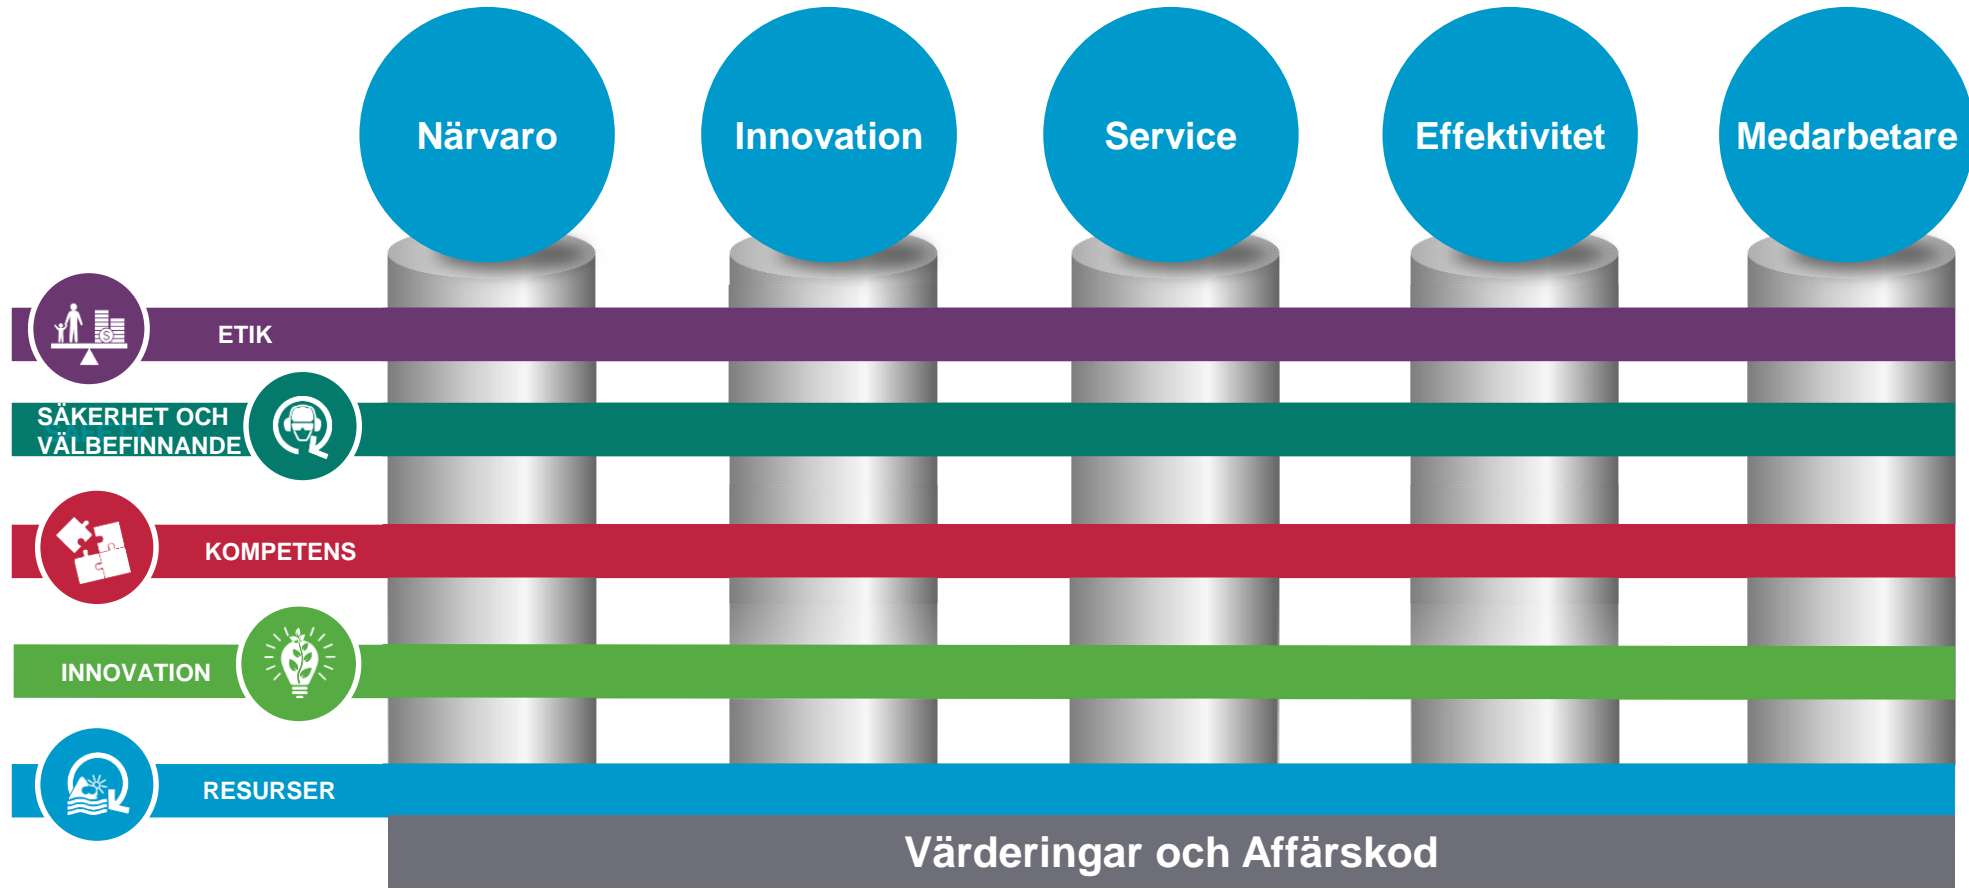 Närvaro
Innovation
Service
Effektivitet
Medarbetare
ETIK
SÄKERHET OCH
VÄLBEFINNANDE
KOMPETENS
INNOVATION
RESURSER
Värderingar och Affärskod